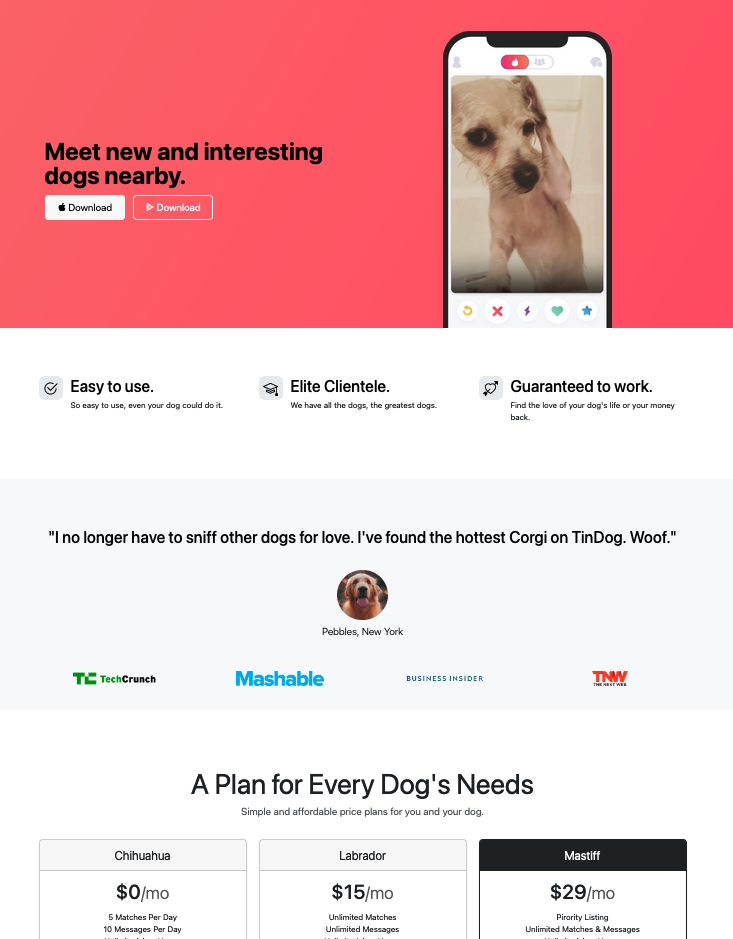 Meet new and interesting
dogs nearby.
Download
Download
Easy to use.
So easy to use, even your dog could do it.
Elite Clientele.
We have all the dogs, the greatest dogs.
Guaranteed to work.
Find the love of your dog's life or your money
back.
"I no longer have to sniff other dogs for love. I've found the hottest Corgi on TinDog. Woof."
Pebbles, New York
TC TechCrunch
Mashable
BUSINESS INSIDER
TNW
THE NEXT WEB
A Plan for Every Dog's Needs
Simple and affordable price plans for you and your dog.
Chihuahua
$0/mo
5 Matches Per Day
10 Messages Per Day
Labrador
$15/mo
Unlimited Matches
Unlimited Messages
Mastiff
$29/mo
Pirority Listing
Unlimited Matches & Messages